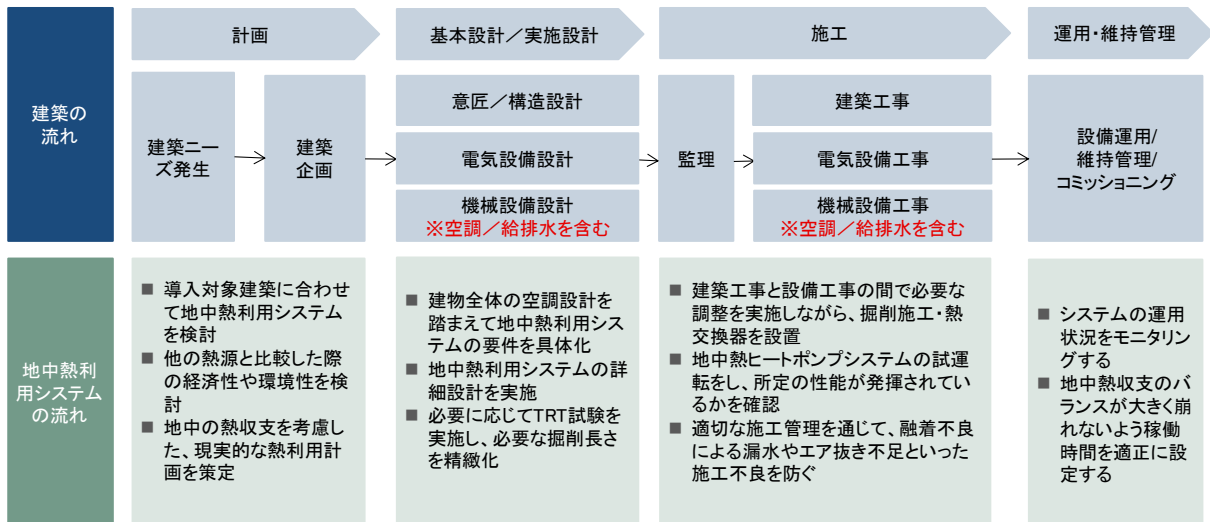 計画
基本設計／実施設計
施工
運用・維持管理
建築の
流れ
建築ニー
ズ発生
建築
企画
意匠／構造設計
電気設備設計
機械設備設計
※空調／給排水を含む
監理
建築工事
電気設備工事
機械設備工事
※空調／給排水を含む
設備運用/
維持管理/
コミッショニング
地中熱利
用システム
の流れ
■ 導入対象建築に合わせ
て地中熱利用システム
を検討
■ 他の熱源と比較した際
の経済性や環境性を検
討
■ 地中の熱収支を考慮し
た、現実的な熱利用計
画を策定
■ 建物全体の空調設計を
踏まえて地中熱利用シス
テムの要件を具体化
■ 地中熱利用システムの詳
細設計を実施
■ 必要に応じてTRT試験を
実施し、必要な掘削長さ
を精緻化
■ 建築工事と設備工事の間で必要な
調整を実施しながら、掘削施工・熱
交換器を設置
■ 地中熱ヒートポンプシステムの試運
転をし、所定の性能が発揮されてい
るかを確認
■ 適切な施工管理を通じて、融着不良
による漏水やエア抜き不足といった
施工不良を防ぐ
■ システムの運用
状況をモニタリン
グする
■ 地中熱収支のバ
ランスが大きく崩
れないよう稼働
時間を適正に設
定する